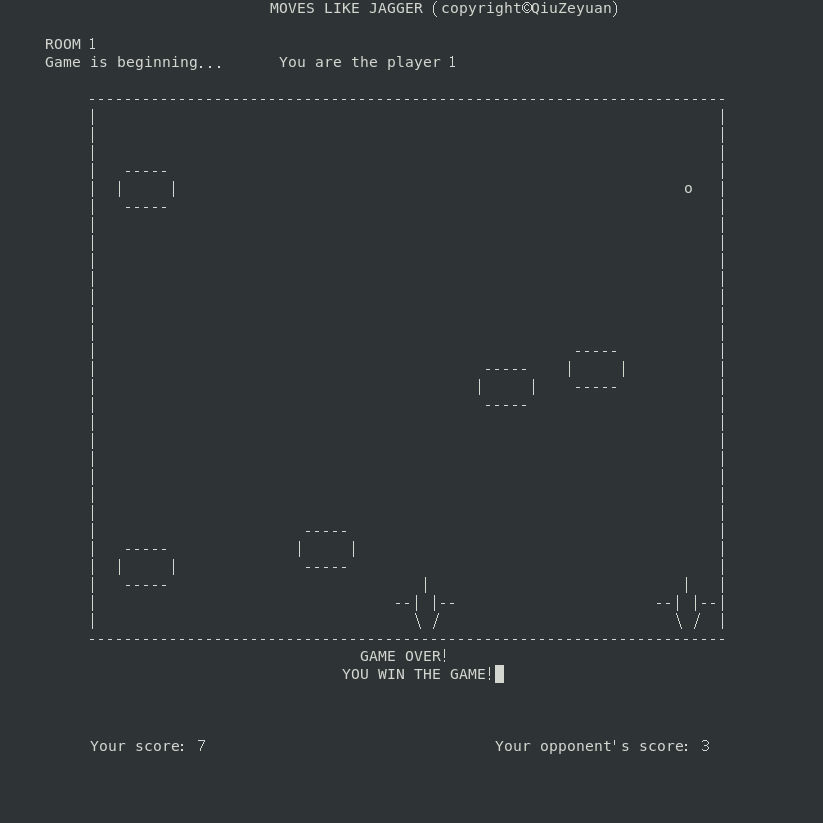 MOVES LIKE JAGGER (copyright©QiuZeyuan)
ROOM 1
Game is beginning... You are the player 1
o
GAME OVER!
YOU WIN THE GAME!
Your score: 7 Your opponent's score: 3